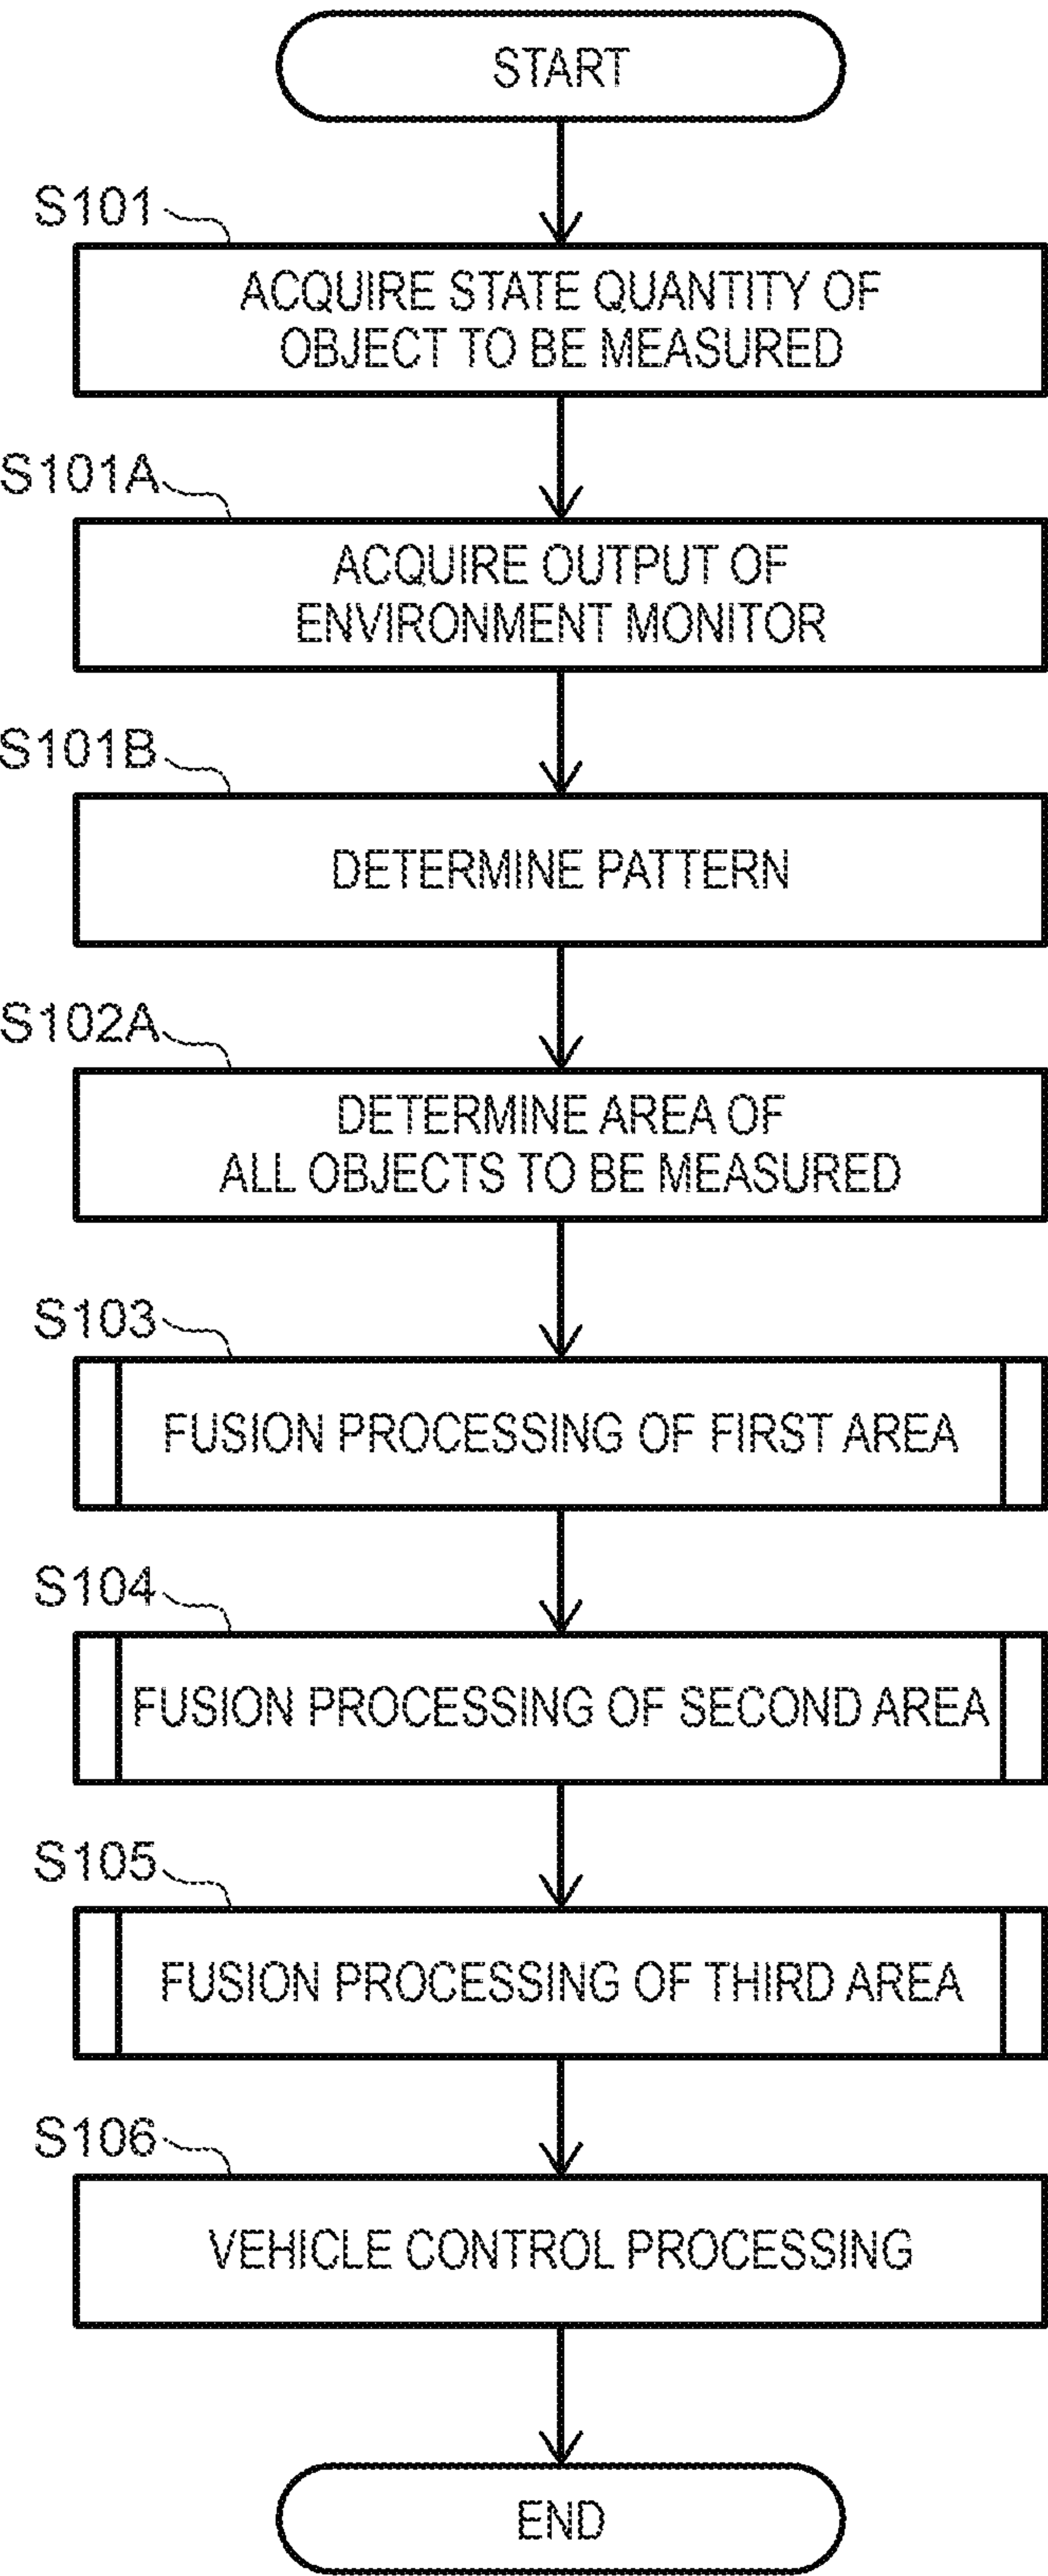 START
S101
ACQUIRE STATE QUANTITY OF
OBJECT TO BE MEASURED
S101A
ACQUIRE OUTPUT OF
ENVIRONMENT MONITOR
S101B
DETERMINE PATTERN
S102A
DETERMINE AREA OF
ALL OBJECTS TO BE MEASURED
S103
FUSION PROCESSING OF FIRST AREA
S104
FUSION PROCESSING OF SECOND AREA
S105
FUSION PROCESSING OF THIRD AREA
S106
VEHICLE CONTROL PROCESSING
END